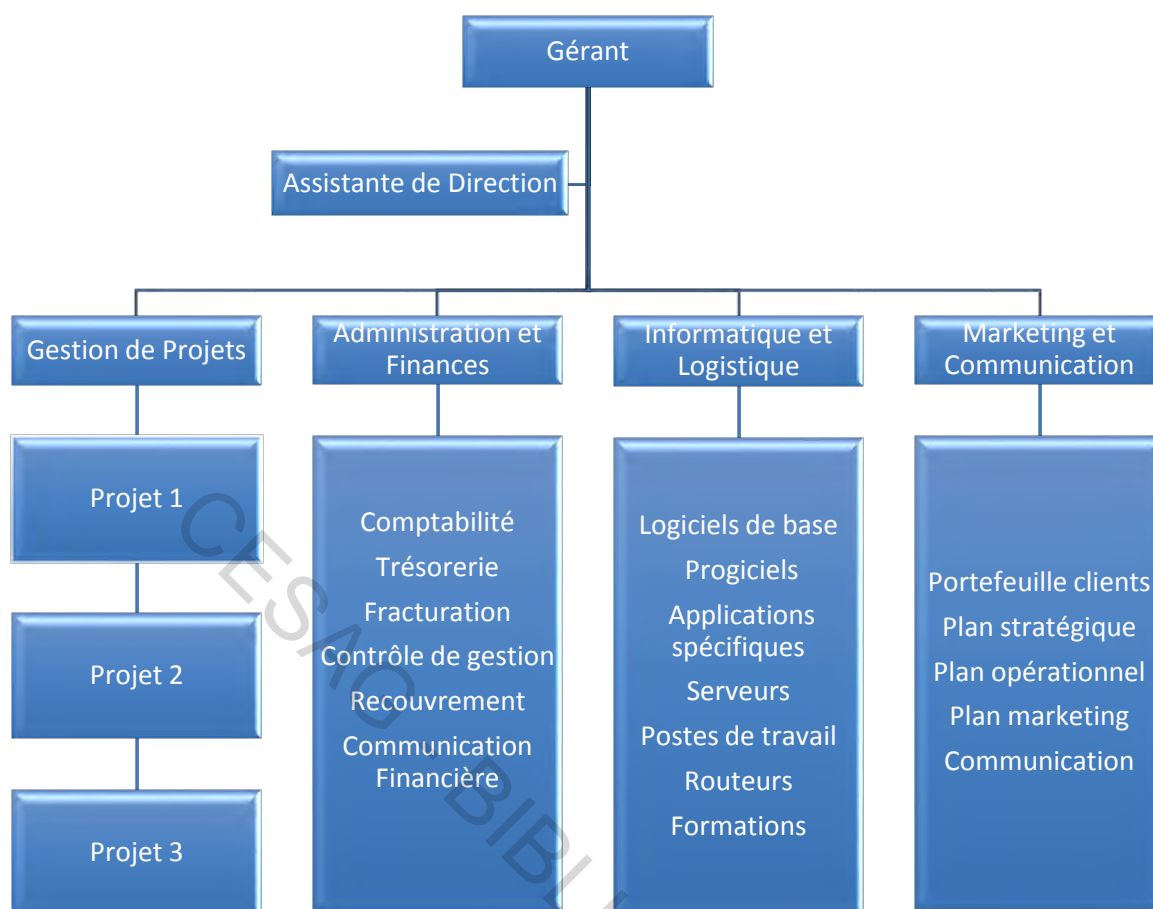 Gérant
Assistante de Direction
Gestion de Projets
Projet 1
Projet 2
Projet 3
Administration et
Finances
Comptabilité
Trésorerie
Fracturation
Contrôle de gestion
Recouvrement
Communication
Financière
Informatique et
Logistique
Logiciels de base
Progiciels
Applications
spécifiques
Serveurs
Postes de travail
Routeurs
Formations
Marketing et
Communication
Portefeuille clients
Plan stratégique
Plan opérationnel
Plan marketing
Communication
CESAG - BIBLI